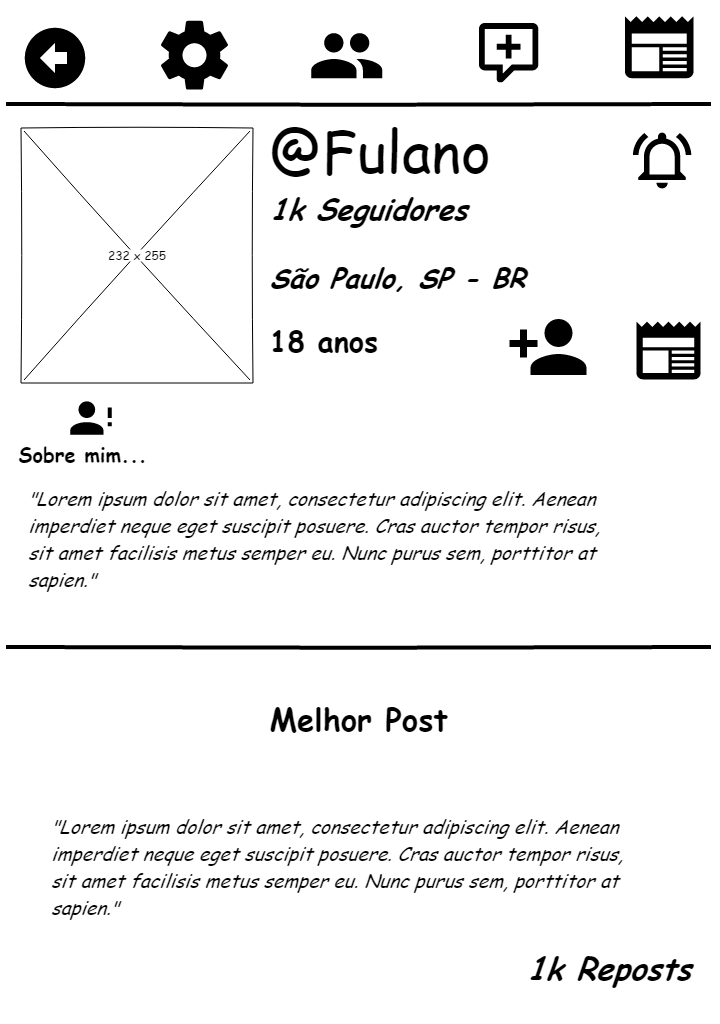 @Fulano
1k Seguidores
232 x 255
São Paulo, SP - BR
18 anos
Sobre mim...
"Lorem ipsum dolor sit amet, consectetur adipiscing elit. Aenean
imperdiet neque eget suscipit posuere. Cras auctor tempor risus,
sit amet facilisis metus semper eu. Nunc purus sem, porttitor at
sapien."
Melhor Post
"Lorem ipsum dolor sit amet, consectetur adipiscing elit. Aenean
imperdiet neque eget suscipit posuere. Cras auctor tempor risus,
sit amet facilisis metus semper eu. Nunc purus sem, porttitor at
sapien."
1k Reposts